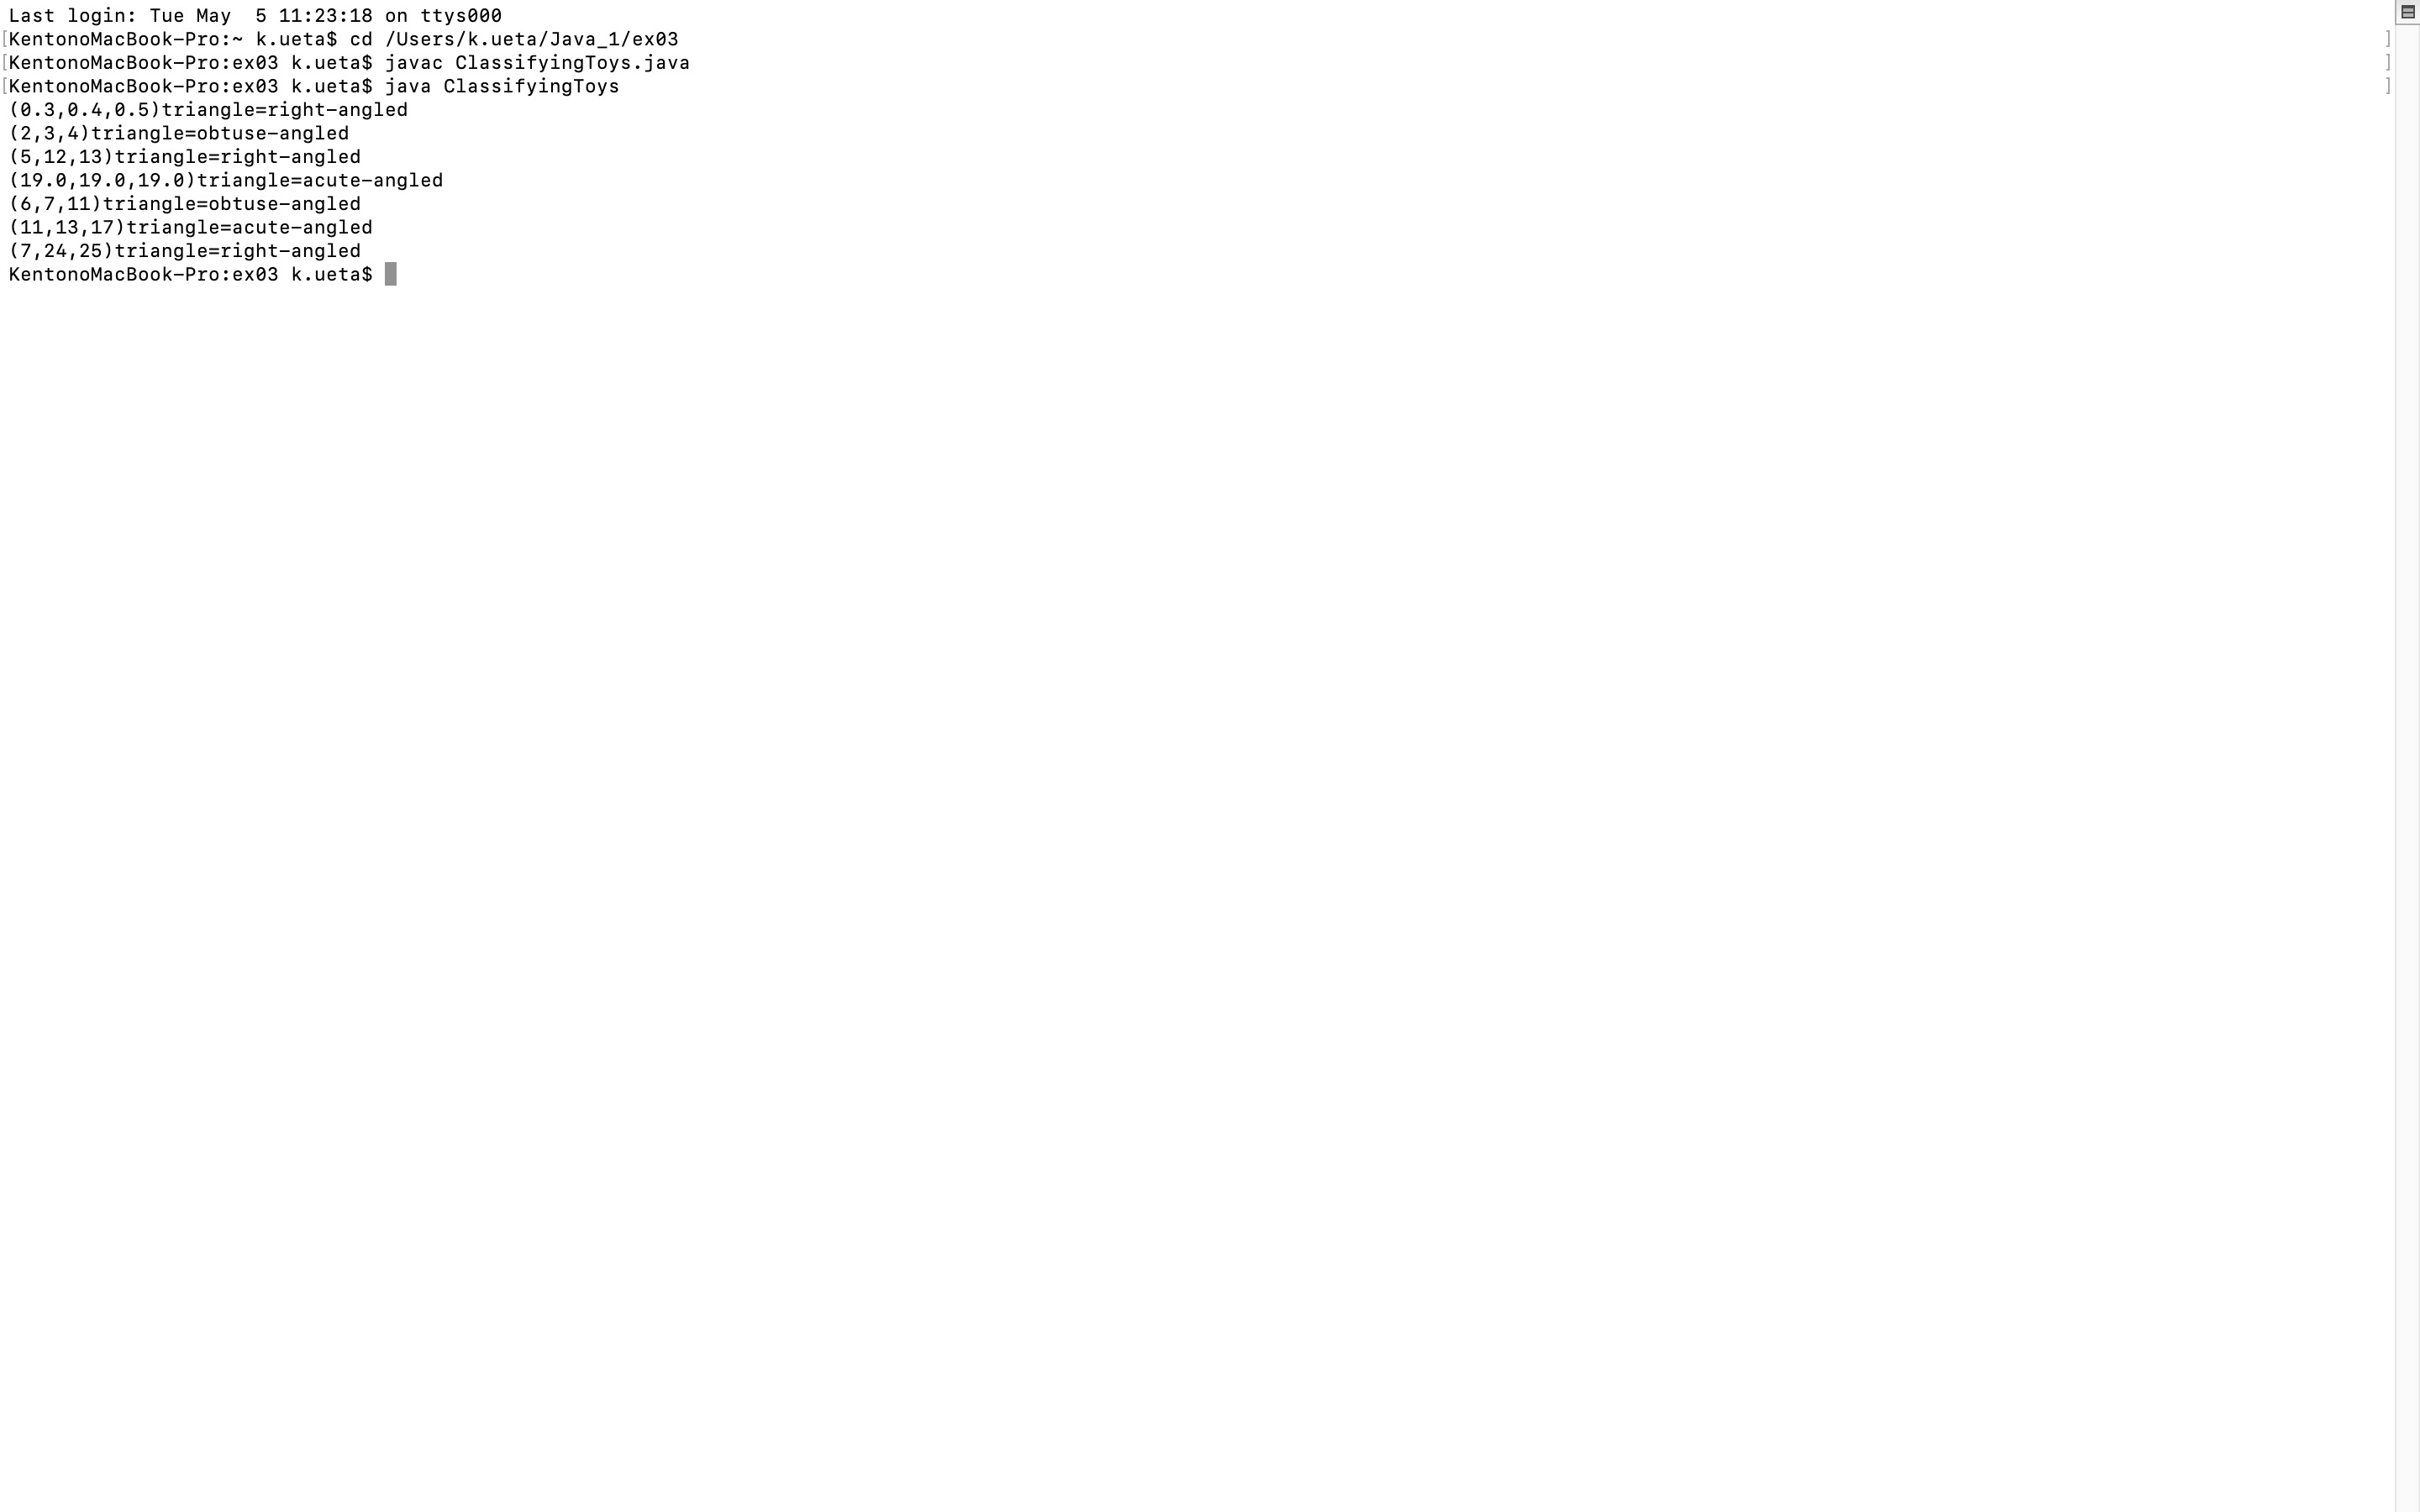 Last login: Tue May  5 11:23:18 on ttys000
[KentonoMacBook-Pro:~ k.ueta$ cd /Users/k.ueta/Java_1/ex03 ]
[KentonoMacBook-Pro:ex03 k.ueta$ javac ClassifyingToys.java ]
[KentonoMacBook-Pro:ex03 k.ueta$ java ClassifyingToys ]
(0.3,0.4,0.5)triangle=right-angled
(2,3,4)triangle=obtuse-angled
(5,12,13)triangle=right-angled
(19.0,19.0,19.0)triangle=acute-angled
(6,7,11)triangle=obtuse-angled
(11,13,17)triangle=acute-angled
(7,24,25)triangle=right-angled
KentonoMacBook-Pro:ex03 k.ueta$